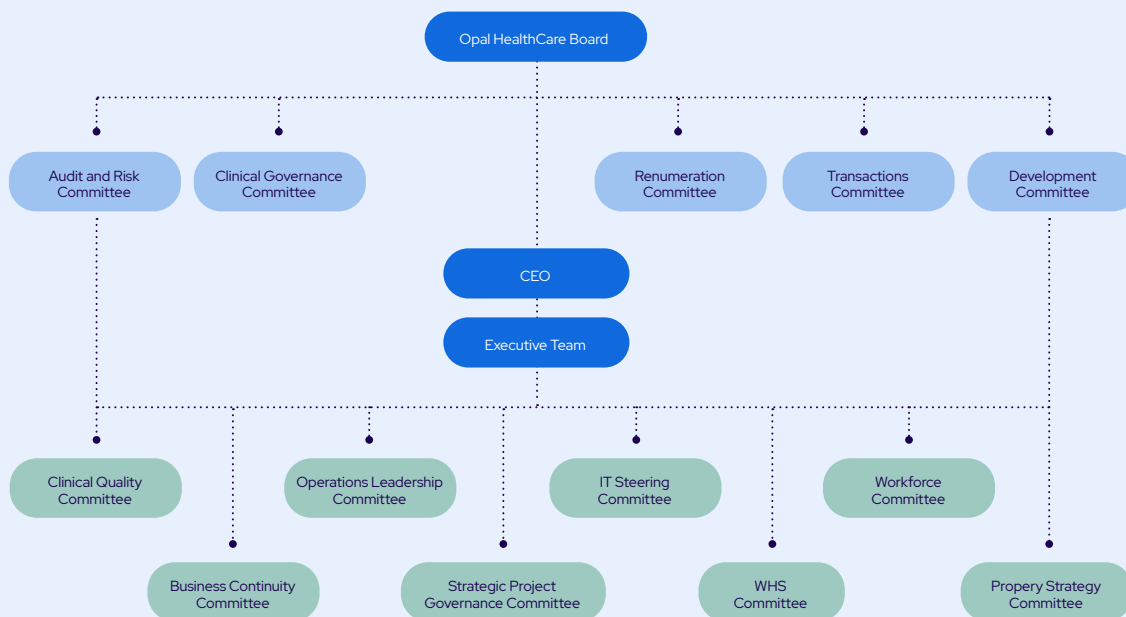 Opal HealthCare Board
Audit and Risk
Committee
Clinical Governance
Committee
Renumeration
Committee
Transactions
Committee
Development
Committee
CEO
Executive Team
Clinical Quality
Committee
Operations Leadership
Committee
IT Steering
Committee
Workforce
Committee
Business Continuity
Committee
Strategic Project
Governance Committee
WHS
Committee
Propery Strategy
Committee